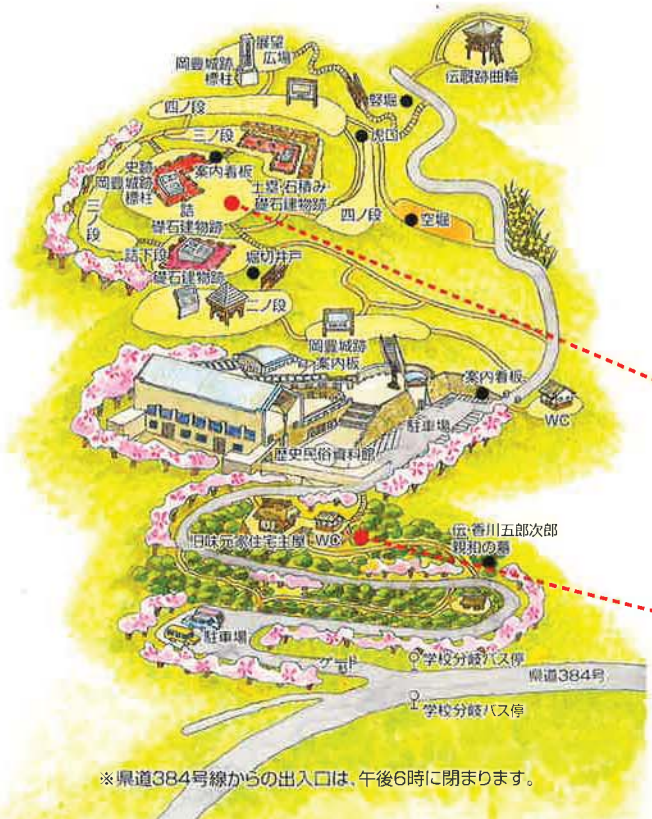 展望
広場
岡豊城跡
標柱
伝厩跡曲輪
四ノ段
竪堀
三ノ段
虎口
案内看板
史跡
岡豊城跡
標柱
土塁・石積み・
礎石建物跡
三ノ段
詰
礎石建物跡
四ノ段
空堀
詰下段
礎石建物跡
堀切井戸
二ノ段
岡豊城跡
案内板
案内看板
WC
駐車場
歴史民俗資料館
旧味元家住宅主屋
WC
伝・香川五郎次郎
親和の墓
駐車場
ゲート
学校分岐バス停
県道384号
学校分岐バス停
※県道384号線からの出入口は、午後6時に閉まります。